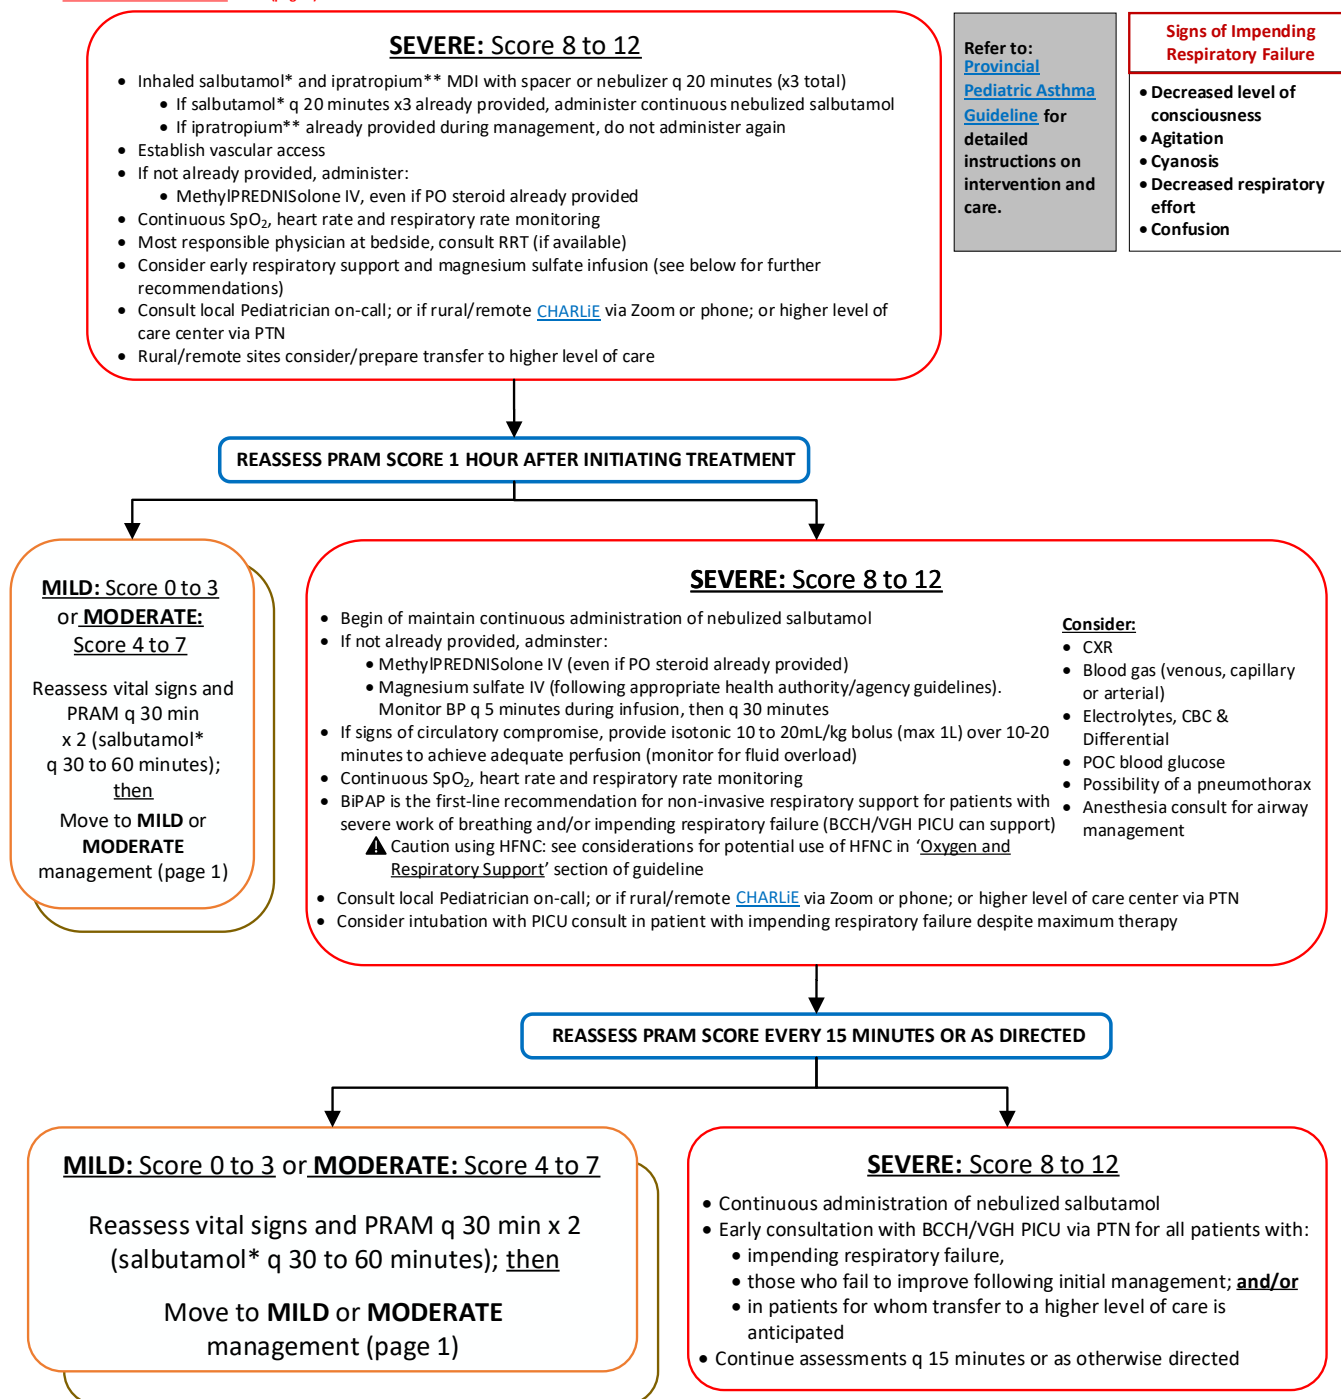 SEVERE: Score 8 to 12
• Inhaled salbutamol* and ipratropium** MDI with spacer or nebulizer q 20 minutes (x3 total)
• If salbutamol* q 20 minutes x3 already provided, administer continuous nebulized salbutamol
• If ipratropium** already provided during management, do not administer again
• Establish vascular access
• If not already provided, administer:
• MethylPREDNISolone IV, even if PO steroid already provided
• Continuous SpO₂, heart rate and respiratory rate monitoring
• Most responsible physician at bedside, consult RRT (if available)
• Consider early respiratory support and magnesium sulfate infusion (see below for further
recommendations)
• Consult local Pediatrician on-call; or if rural/remote CHARLiE via Zoom or phone; or higher level of
care center via PTN
• Rural/remote sites consider/prepare transfer to higher level of care
Refer to:
Provincial
Pediatric Asthma
Guideline for
detailed
instructions on
intervention and
care.
Signs of Impending
Respiratory Failure
• Decreased level of
consciousness
• Agitation
• Cyanosis
• Decreased respiratory
effort
• Confusion
REASSESS PRAM SCORE 1 HOUR AFTER INITIATING TREATMENT
MILD: Score 0 to 3
or MODERATE:
Score 4 to 7
Reassess vital signs and
PRAM q 30 min
x 2 (salbutamol*
q 30 to 60 minutes);
then
Move to MILD or
MODERATE
management (page 1)
SEVERE: Score 8 to 12
• Begin of maintain continuous administration of nebulized salbutamol
• If not already provided, adminster:
• MethylPREDNISolone IV (even if PO steroid already provided)
• Magnesium sulfate IV (following appropriate health authority/agency guidelines).
Monitor BP q 5 minutes during infusion, then q 30 minutes
• If signs of circulatory compromise, provide isotonic 10 to 20mL/kg bolus (max 1L) over 10-20
minutes to achieve adequate perfusion (monitor for fluid overload)
• Continuous SpO₂, heart rate and respiratory rate monitoring
• BiPAP is the first-line recommendation for non-invasive respiratory support for patients with
severe work of breathing and/or impending respiratory failure (BCCH/VGH PICU can support)
Caution using HFNC: see considerations for potential use of HFNC in ‘Oxygen and
Respiratory Support’ section of guideline
• Consult local Pediatrician on-call; or if rural/remote CHARLiE via Zoom or phone; or higher level of care center via PTN
• Consider intubation with PICU consult in patient with impending respiratory failure despite maximum therapy
Consider:
• CXR
• Blood gas (venous, capillary
or arterial)
• Electrolytes, CBC &
Differential
• POC blood glucose
• Possibility of a pneumothorax
• Anesthesia consult for airway
management
REASSESS PRAM SCORE EVERY 15 MINUTES OR AS DIRECTED
MILD: Score 0 to 3 or MODERATE: Score 4 to 7
Reassess vital signs and PRAM q 30 min x 2
(salbutamol* q 30 to 60 minutes); then
Move to MILD or MODERATE
management (page 1)
SEVERE: Score 8 to 12
• Continuous administration of nebulized salbutamol
• Early consultation with BCCH/VGH PICU via PTN for all patients with:
• impending respiratory failure,
• those who fail to improve following initial management; and/or
• in patients for whom transfer to a higher level of care is
anticipated
• Continue assessments q 15 minutes or as otherwise directed